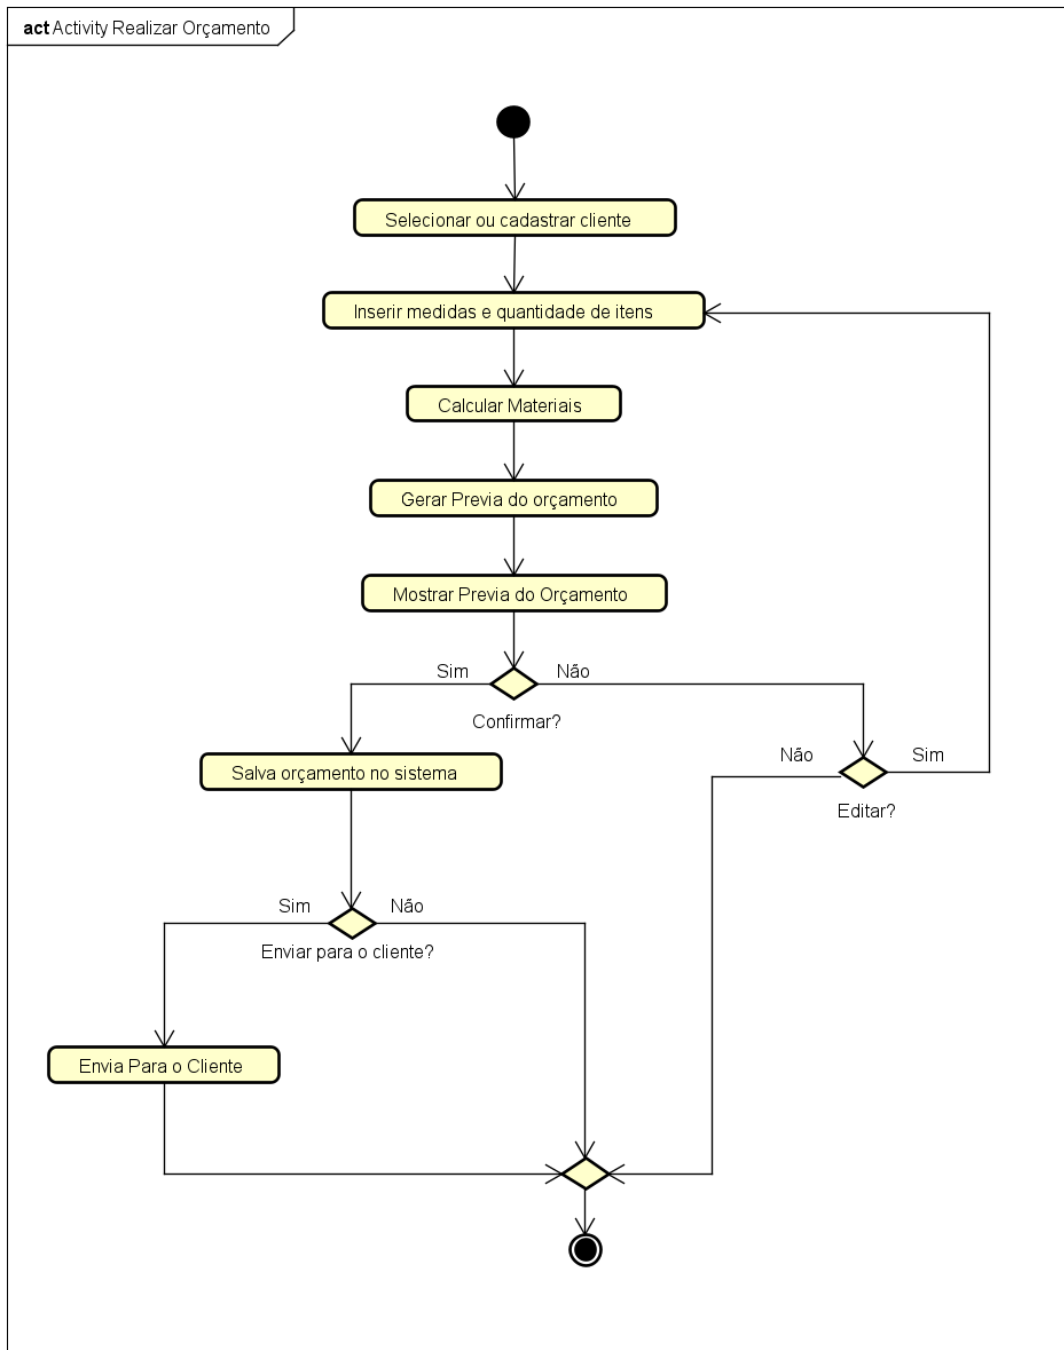 act Activity Realizar Orçamento
Selecionar ou cadastrar cliente
Inserir medidas e quantidade de itens
Calcular Materiais
Gerar Previa do orçamento
Mostrar Previa do Orçamento
Sim
Não
Confirmar?
Salva orçamento no sistema
Não
Sim
Editar?
Sim
Não
Enviar para o cliente?
Envia Para o Cliente